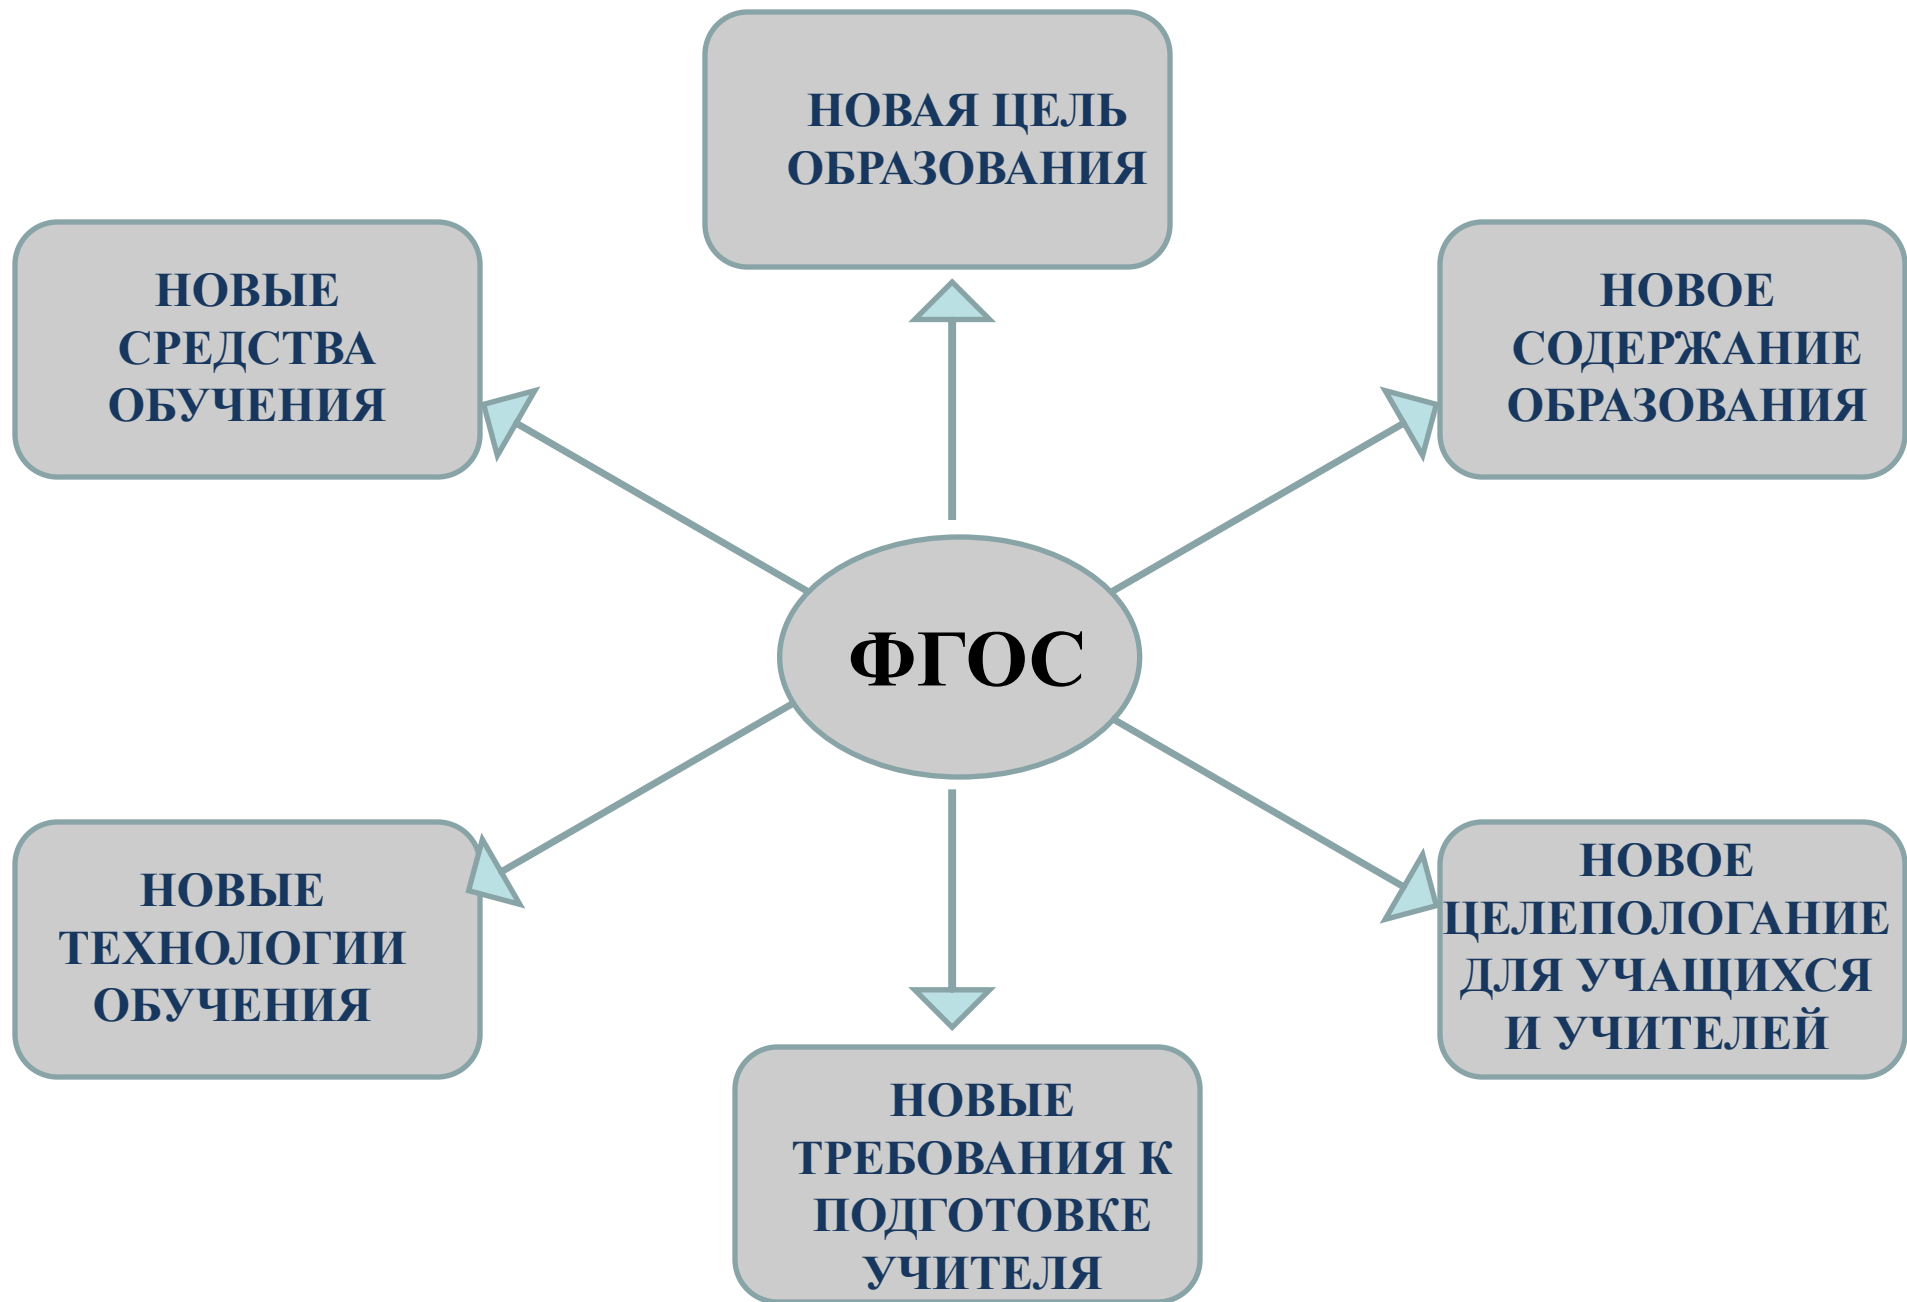 НОВАЯ ЦЕЛЬ
ОБРАЗОВАНИЯ
НОВЫЕ
СРЕДСТВА
ОБУЧЕНИЯ
НОВОЕ
СОДЕРЖАНИЕ
ОБРАЗОВАНИЯ
ФГОС
НОВЫЕ
ТЕХНОЛОГИИ
ОБУЧЕНИЯ
НОВОЕ
ЦЕЛЕПОЛОГАНИЕ
ДЛЯ УЧАЩИХСЯ
И УЧИТЕЛЕЙ
НОВЫЕ
ТРЕБОВАНИЯ К
ПОДГОТОВКЕ
УЧИТЕЛЯ